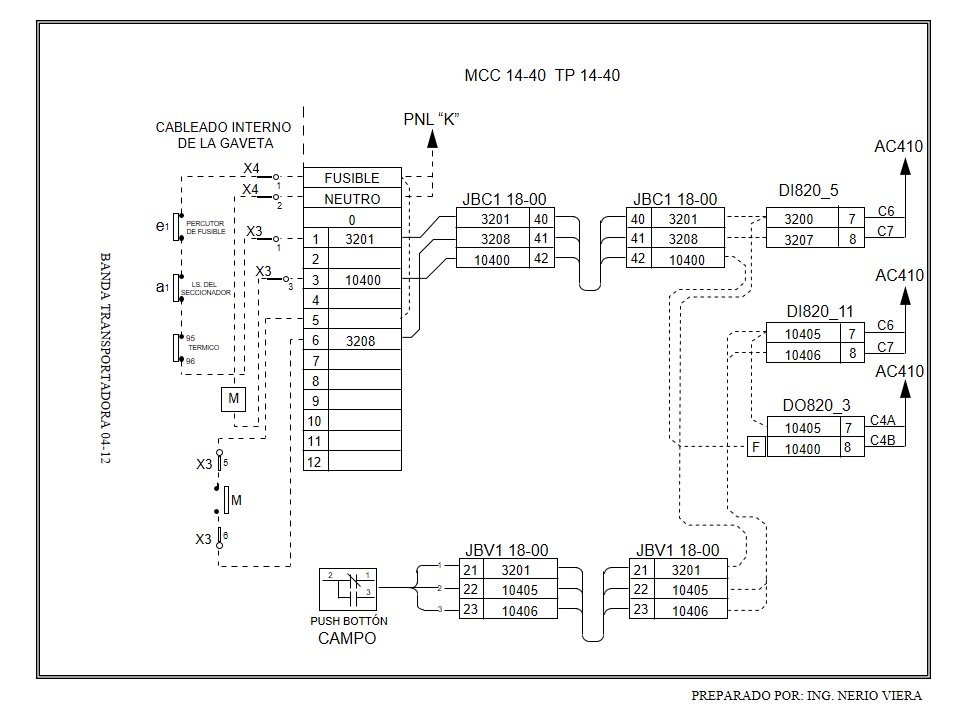 MCC 14-40 TP 14-40
CABLEADO INTERNO
DE LA GAVETA
PNL “K”
AC410
X4
1
X4
2
X3
1
X3
3
e1
PERCUTOR
DE FUSIBLE
a1
LS. DEL
SECCIONADOR
95
TERMICO
96
M
FUSIBLE
NEUTRO
0
1 3201
2
3 10400
4
5
6 3208
7
8
9
10
11
12
JBC1 18-00
3201 40
3208 41
10400 42
JBC1 18-00
40 3201
41 3208
42 10400
DI820_5
3200 7 C6
3207 8 C7
AC410
DI820_11
10405 7 C6
10406 8 C7
AC410
DO820_3
10405 7 C4A
F 10400 8 C4B
X3 5
M
X3 6
BANDA TRANSPORTADORA 04-12
2 1
3
PUSH BOTTÓN
CAMPO
1
2
3
JBV1 18-00
21 3201
22 10405
23 10406
JBV1 18-00
21 3201
22 10405
23 10406
PREPARADO POR: ING. NERIO VIERA